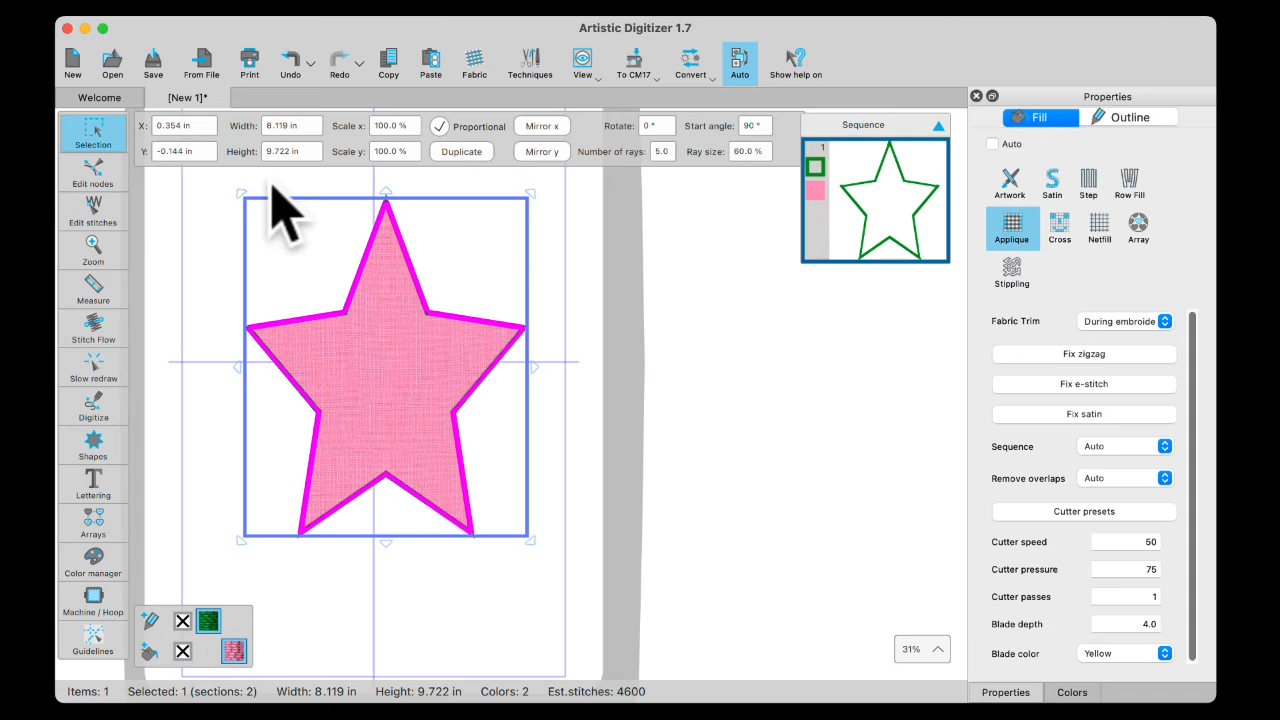 Artistic Digitizer 1.7
New Open Save From File Print Undo Redo Copy Paste Fabric Techniques View To CM17 Convert Auto Show help on
Welcome [New 1]*
X: 0.354 in Width: 8.119 in Scale x: 100.0 % Proportional Mirror x Rotate: 0 ° Start angle: 90 °
Y: -0.144 in Height: 9.722 in Scale y: 100.0 % Duplicate Mirror y Number of rays: 5.0 Ray size: 60.0 %
Selection
Edit nodes
Edit stitches
Zoom
Measure
Stitch Flow
Slow redraw
Digitize
Shapes
Lettering
Arrays
Color manager
Machine / Hoop
Guidelines
Sequence
1
31%
Properties
Fill Outline
Auto
Artwork Satin Step Row Fill
Applique Cross Netfill Array
Stippling
Fabric Trim During embroide
Fix zigzag
Fix e-stitch
Fix satin
Sequence Auto
Remove overlaps Auto
Cutter presets
Cutter speed 50
Cutter pressure 75
Cutter passes 1
Blade depth 4.0
Blade color Yellow
Properties Colors
Items: 1 Selected: 1 (sections: 2) Width: 8.119 in Height: 9.722 in Colors: 2 Est.stitches: 4600